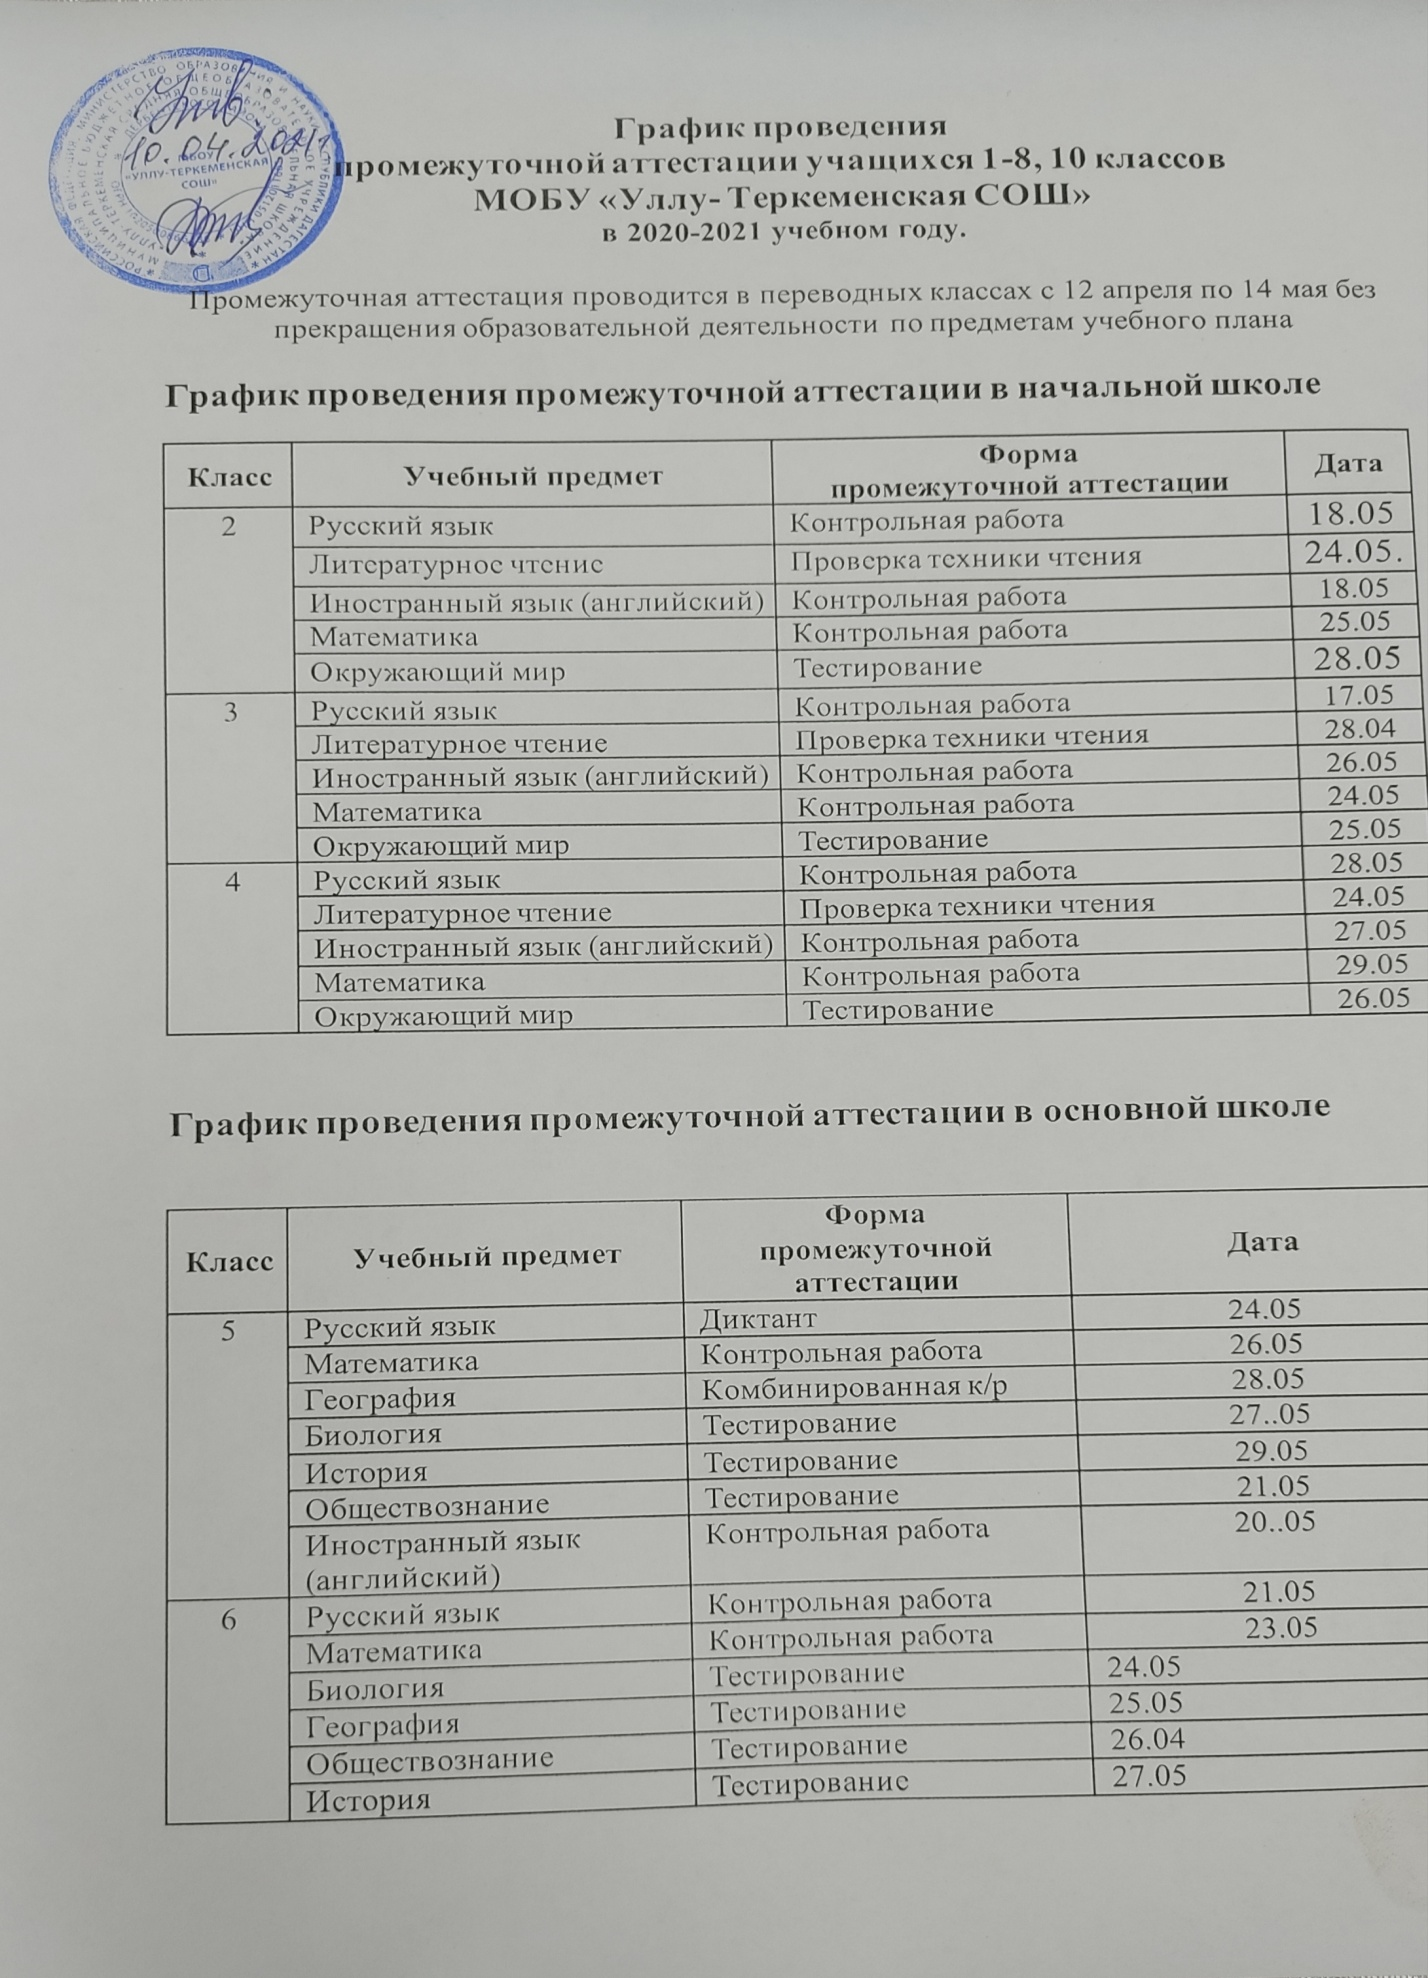 10.04.2021г
«УЛЛУ-ТЕРКЕМЕНСКАЯ
СОШ»
График проведения
промежуточной аттестации учащихся 1-8, 10 классов
МОБУ «Уллу- Теркеменская СОШ»
в 2020-2021 учебном году.
Промежуточная аттестация проводится в переводных классах с 12 апреля по 14 мая без
прекращения образовательной деятельности по предметам учебного плана
График проведения промежуточной аттестации в начальной школе
Класс Учебный предмет Форма промежуточной аттестации Дата
2 Русский язык Контрольная работа 18.05
Литературное чтение Проверка техники чтения 24.05.
Иностранный язык (английский) Контрольная работа 18.05
Математика Контрольная работа 25.05
Окружающий мир Тестирование 28.05
3 Русский язык Контрольная работа 17.05
Литературное чтение Проверка техники чтения 28.04
Иностранный язык (английский) Контрольная работа 26.05
Математика Контрольная работа 24.05
Окружающий мир Тестирование 25.05
4 Русский язык Контрольная работа 28.05
Литературное чтение Проверка техники чтения 24.05
Иностранный язык (английский) Контрольная работа 27.05
Математика Контрольная работа 29.05
Окружающий мир Тестирование 26.05
График проведения промежуточной аттестации в основной школе
Класс Учебный предмет Форма промежуточной аттестации Дата
5 Русский язык Диктант 24.05
Математика Контрольная работа 26.05
География Комбинированная к/р 28.05
Биология Тестирование 27..05
История Тестирование 29.05
Обществознание Тестирование 21.05
Иностранный язык (английский) Контрольная работа 20..05
6 Русский язык Контрольная работа 21.05
Математика Контрольная работа 23.05
Биология Тестирование 24.05
География Тестирование 25.05
Обществознание Тестирование 26.04
История Тестирование 27.05